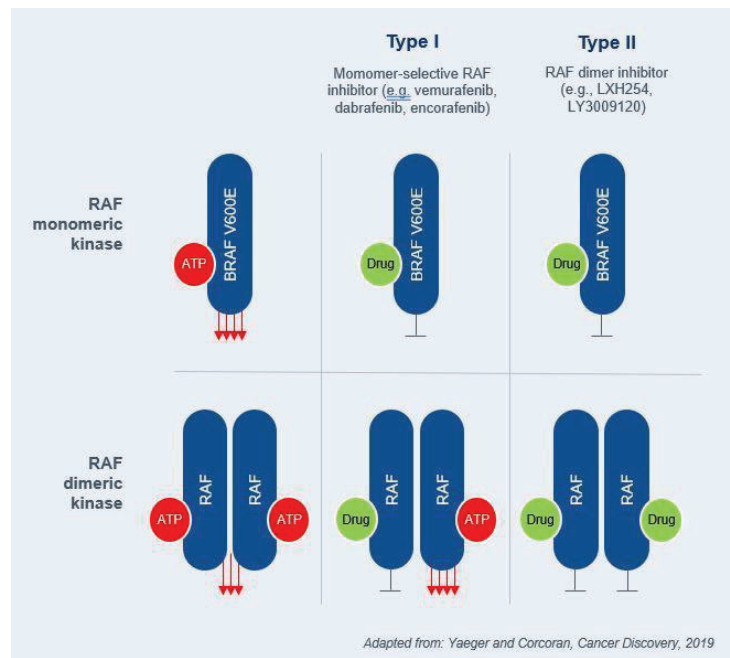 Type I
Momomer-selective RAF
inhibitor (e.g. vemurafenib,
dabrafenib, encorafenib)
Type II
RAF dimer inhibitor
(e.g., LXH254,
LY3009120)
RAF
monomeric
kinase
ATP
BRAF V600E
Drug
BRAF V600E
Drug
BRAF V600E
RAF
dimeric
kinase
ATP
RAF
RAF
ATP
Drug
RAF
RAF
ATP
Drug
RAF
RAF
Drug
Adapted from: Yaeger and Corcoran, Cancer Discovery, 2019